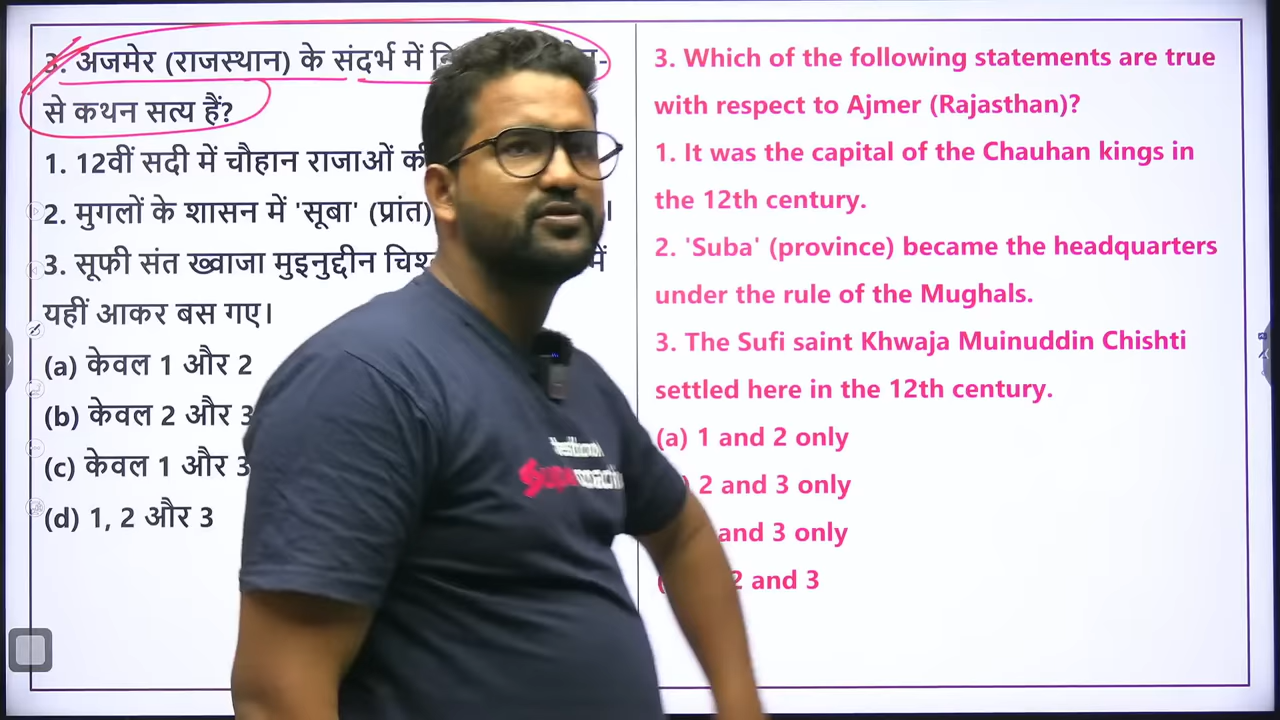 3. अजमेर (राजस्थान) के संदर्भ में
से कथन सत्य हैं?
1. 12वीं सदी में चौहान राजाओं की
2. मुगलों के शासन में 'सूबा' (प्रांत)
3. सूफी संत ख्वाजा मुइनुद्दीन में
यहीं आकर बस गए।
(a) केवल 1 और 2
(b) केवल 2 और 3
(c) केवल 1 और 3
(d) 1, 2 और 3
3. Which of the following statements are true
with respect to Ajmer (Rajasthan)?
1. It was the capital of the Chauhan kings in
the 12th century.
2. 'Suba' (province) became the headquarters
under the rule of the Mughals.
3. The Sufi saint Khwaja Muinuddin Chishti
settled here in the 12th century.
(a) 1 and 2 only
2 and 3 only
and 3 only
2 and 3